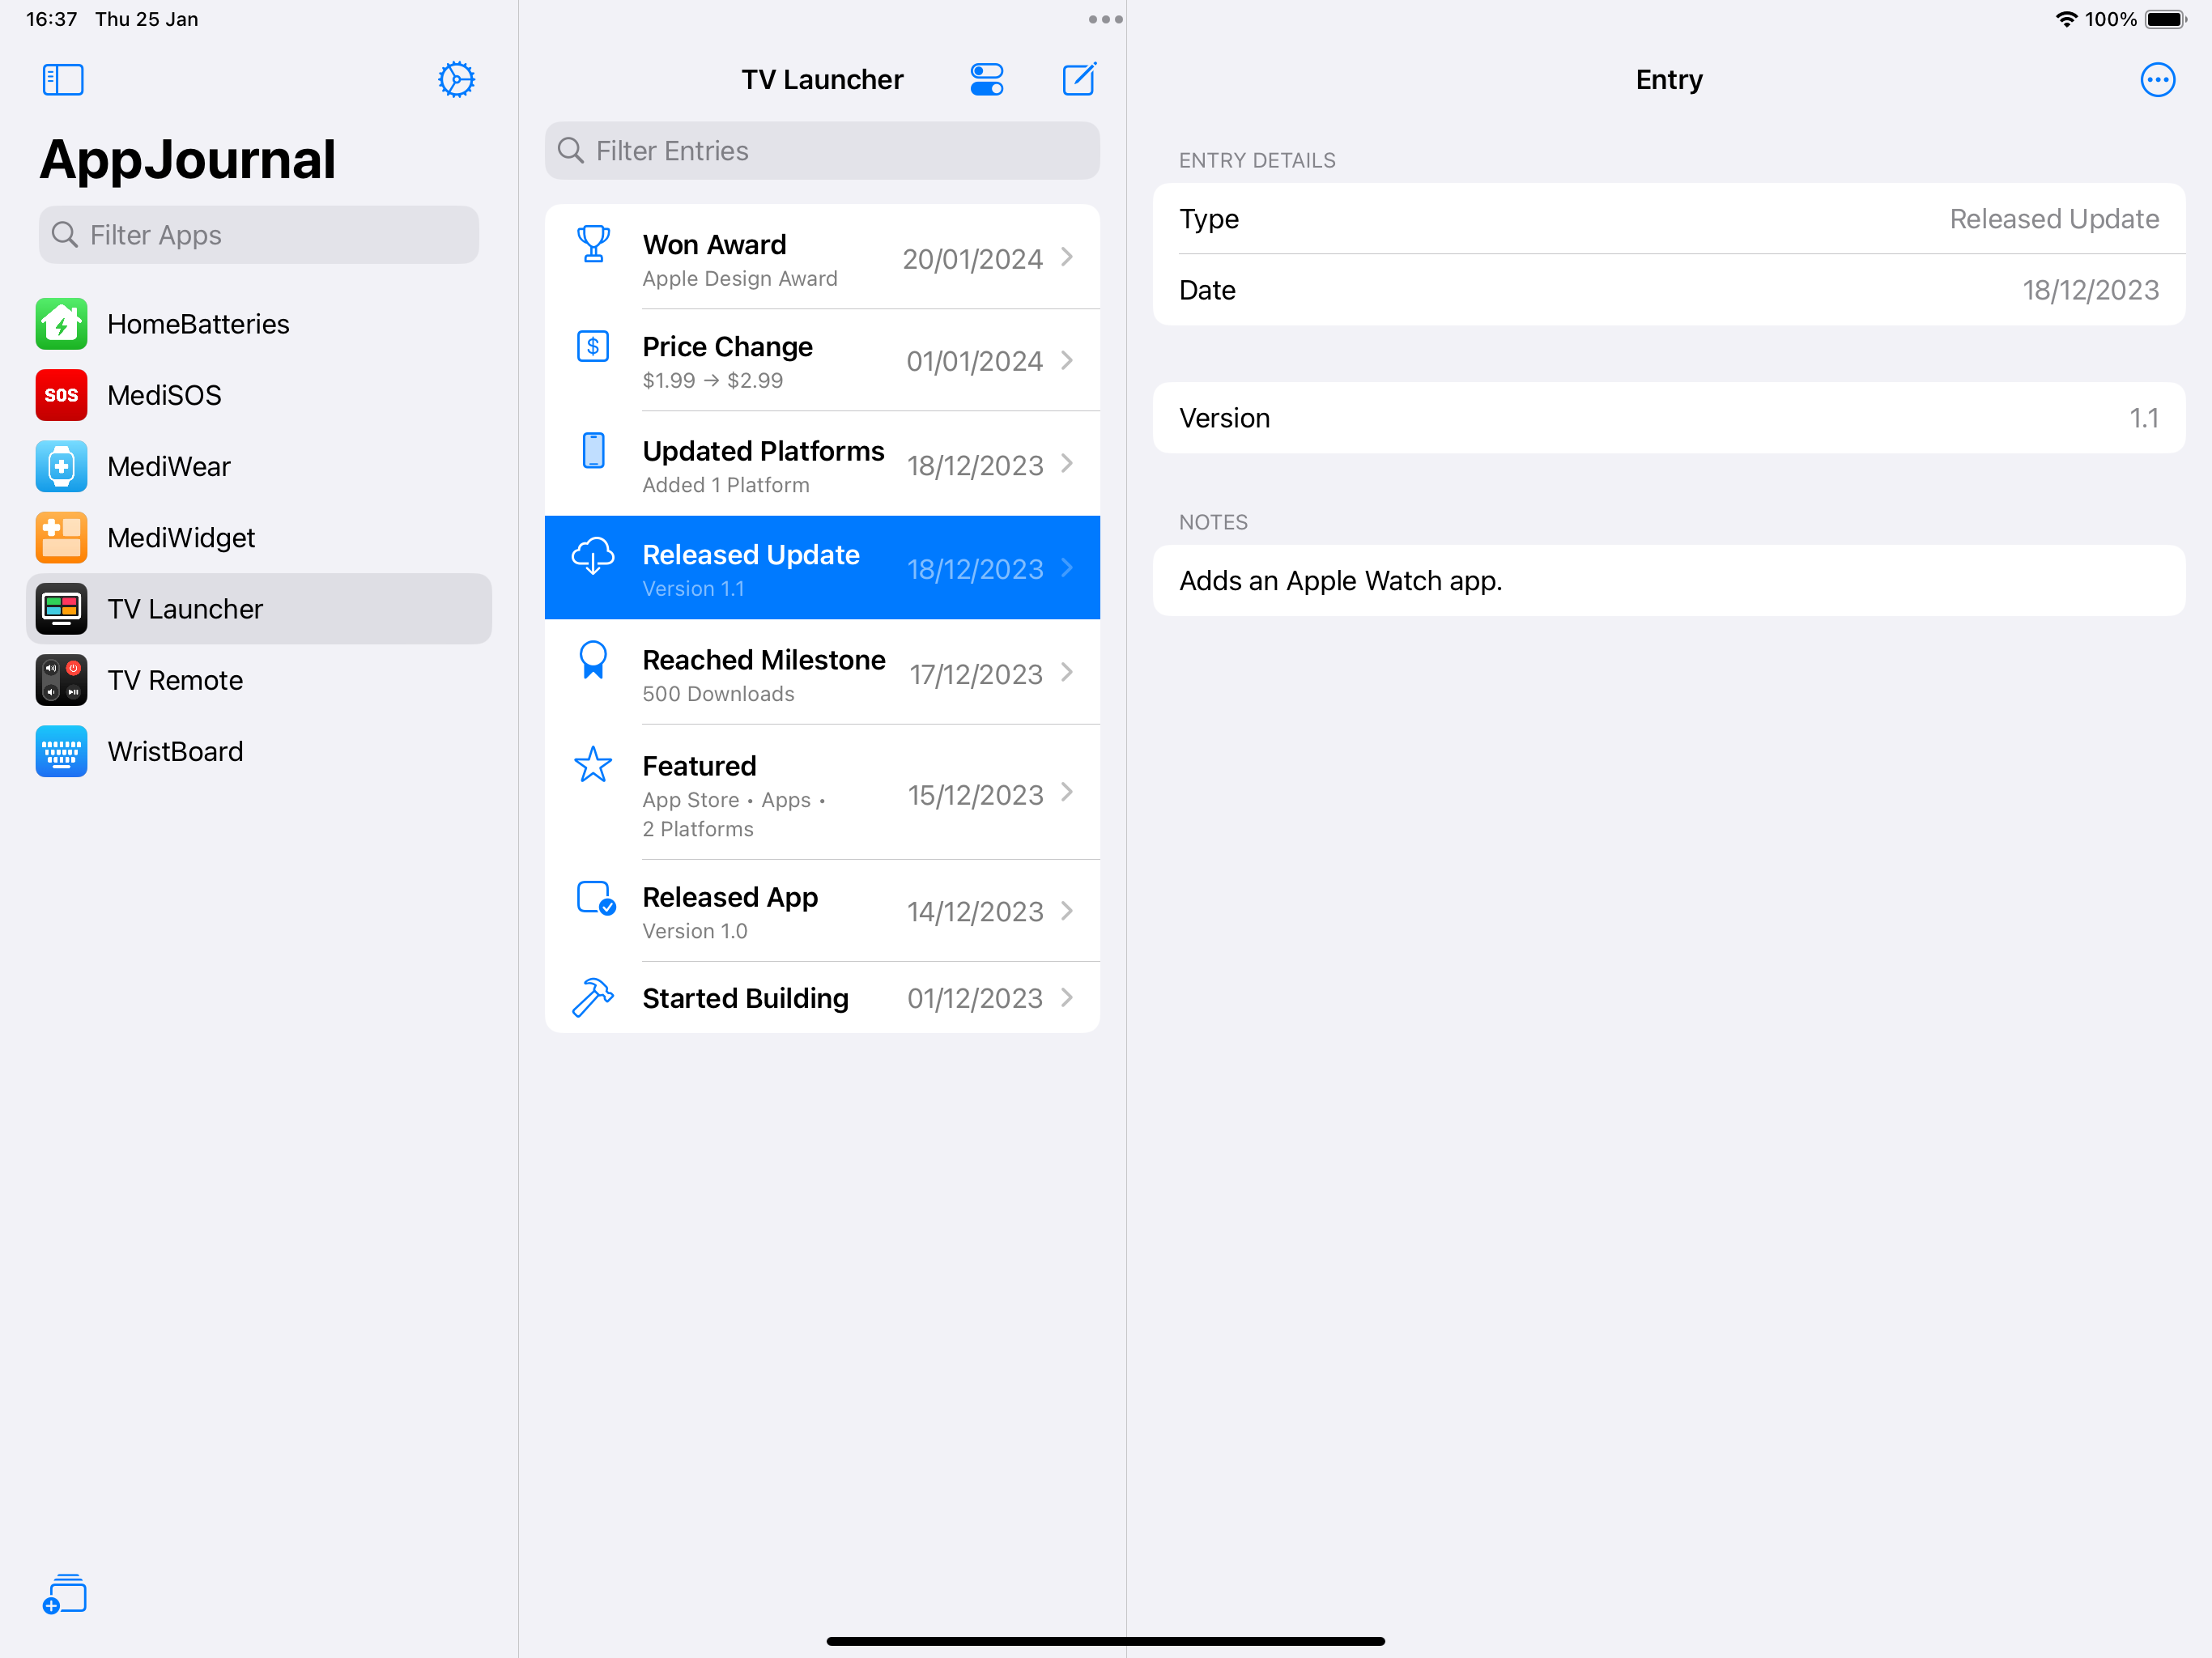 16:37 Thu 25 Jan
100%
AppJournal
Filter Apps
HomeBatteries
SOS
MediSOS
MediWear
MediWidget
TV Launcher
TV Remote
WristBoard
TV Launcher
Filter Entries
Won Award
20/01/2024
Apple Design Award
$
Price Change
01/01/2024
$1.99 → $2.99
Updated Platforms
18/12/2023
Added 1 Platform
Released Update
18/12/2023
Version 1.1
Reached Milestone
17/12/2023
500 Downloads
Featured
15/12/2023
App Store • Apps •
2 Platforms
Released App
14/12/2023
Version 1.0
Started Building
01/12/2023
Entry
ENTRY DETAILS
Type Released Update
Date 18/12/2023
Version 1.1
NOTES
Adds an Apple Watch app.